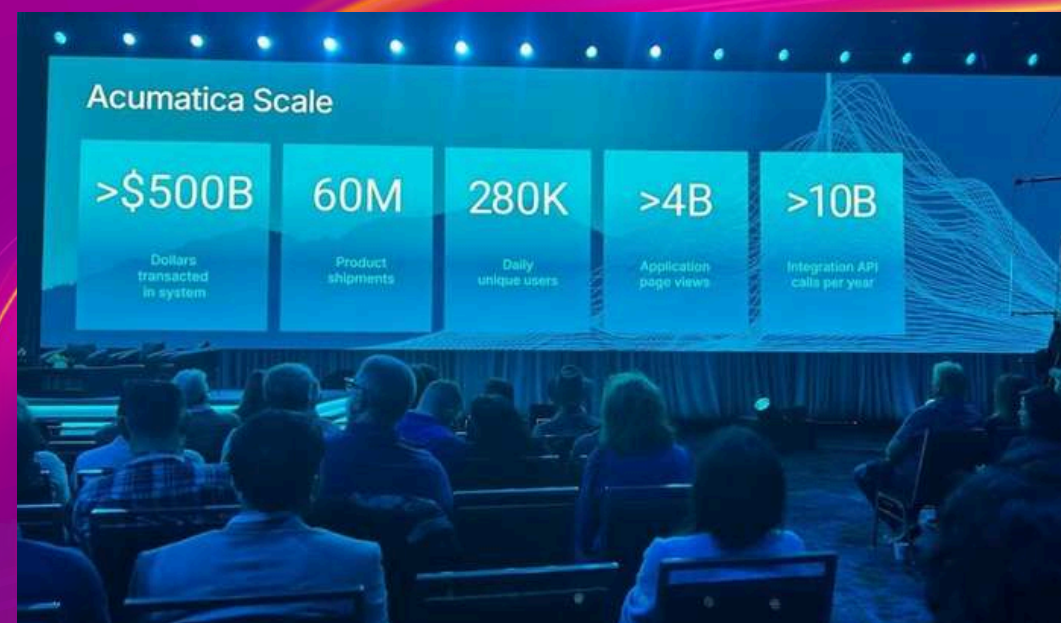 Acumatica Scale
>$500B
Dollars
transacted
in system
60M
Product
shipments
280K
Daily
unique users
>4B
Application
page views
>10B
Integration API
calls per year